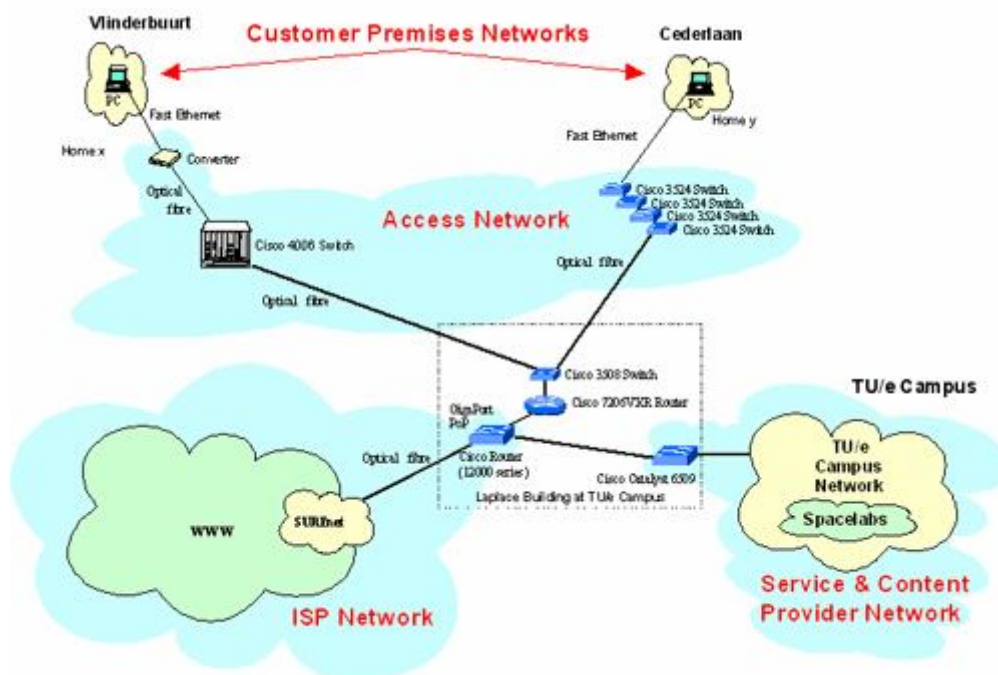 Vlinderbuurt
Customer Premises Networks
Cederlaan
PC
Fast Ethernet
Home x
Converter
Optical
fibre
PC
Home y
Fast Ethernet
Cisco 3524 Switch
Cisco 3524 Switch
Cisco 3524 Switch
Cisco 3524 Switch
Access Network
Cisco 4006 Switch
Optical fibre
Optical fibre
Cisco 3508 Switch
Cisco 7206VXR Router
PoP
Cisco Router
(12000 series)
Optical fibre
Cisco Catalyst 6509
Laplace Building at TU/e Campus
TU/e Campus
TU/e
Campus
Network
Spacelabs
WWW
SURFnet
ISP Network
Service & Content
Provider Network